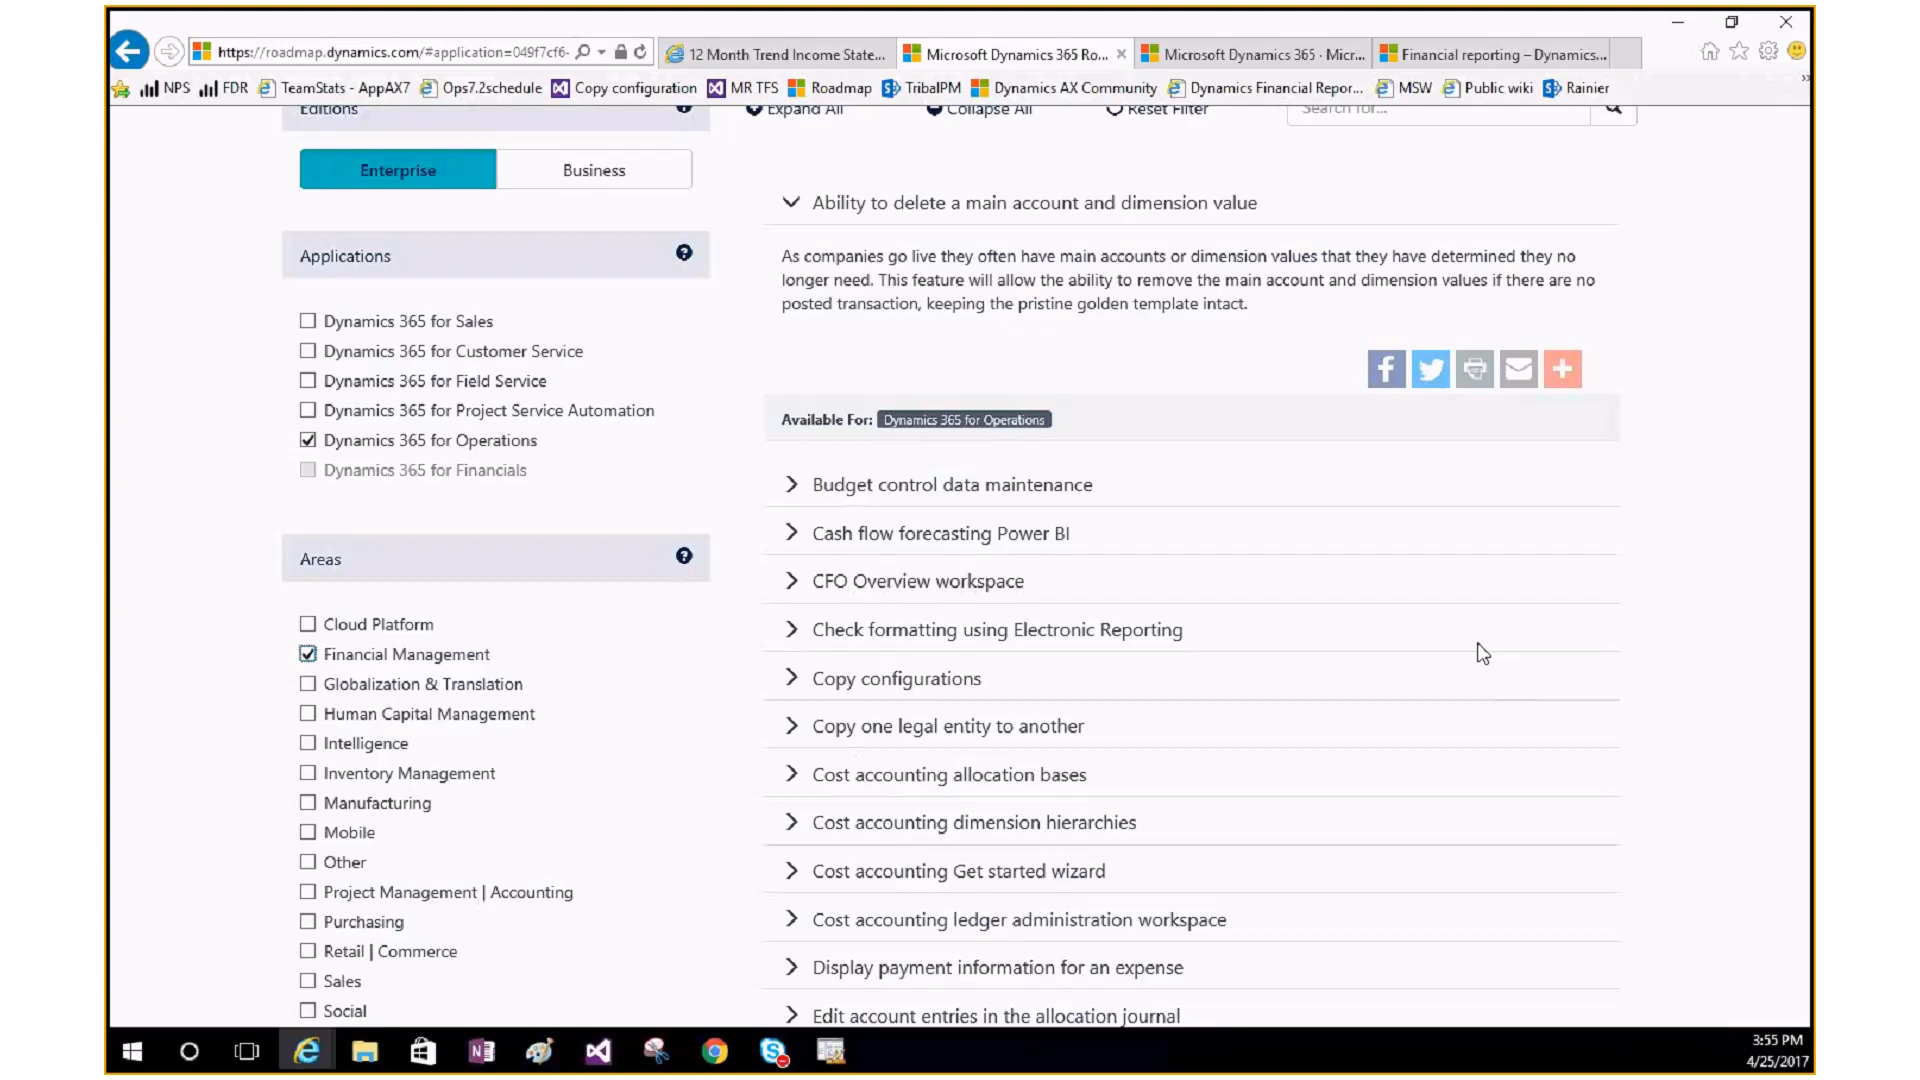 https://roadmap.dynamics.com/#application=049f7cf6-
12 Month Trend Income State...
Microsoft Dynamics 365 Ro...
Microsoft Dynamics 365 - Micr...
Financial reporting – Dynamics...
NPS
FDR
TeamStats - AppAX7
Ops7.2schedule
Copy configuration
MR TFS
Roadmap
TribalPM
Dynamics AX Community
Dynamics Financial Repor...
MSW
Public wiki
Rainier
Editions
Expand All
Collapse All
Reset Filter
Search for...
Enterprise
Business
Applications
Dynamics 365 for Sales
Dynamics 365 for Customer Service
Dynamics 365 for Field Service
Dynamics 365 for Project Service Automation
Dynamics 365 for Operations
Dynamics 365 for Financials
Areas
Cloud Platform
Financial Management
Globalization & Translation
Human Capital Management
Intelligence
Inventory Management
Manufacturing
Mobile
Other
Project Management | Accounting
Purchasing
Retail | Commerce
Sales
Social
Ability to delete a main account and dimension value
As companies go live they often have main accounts or dimension values that they have determined they no
longer need. This feature will allow the ability to remove the main account and dimension values if there are no
posted transaction, keeping the pristine golden template intact.
Available For: Dynamics 365 for Operations
Budget control data maintenance
Cash flow forecasting Power BI
CFO Overview workspace
Check formatting using Electronic Reporting
Copy configurations
Copy one legal entity to another
Cost accounting allocation bases
Cost accounting dimension hierarchies
Cost accounting Get started wizard
Cost accounting ledger administration workspace
Display payment information for an expense
Edit account entries in the allocation journal
3:55 PM
4/25/2017